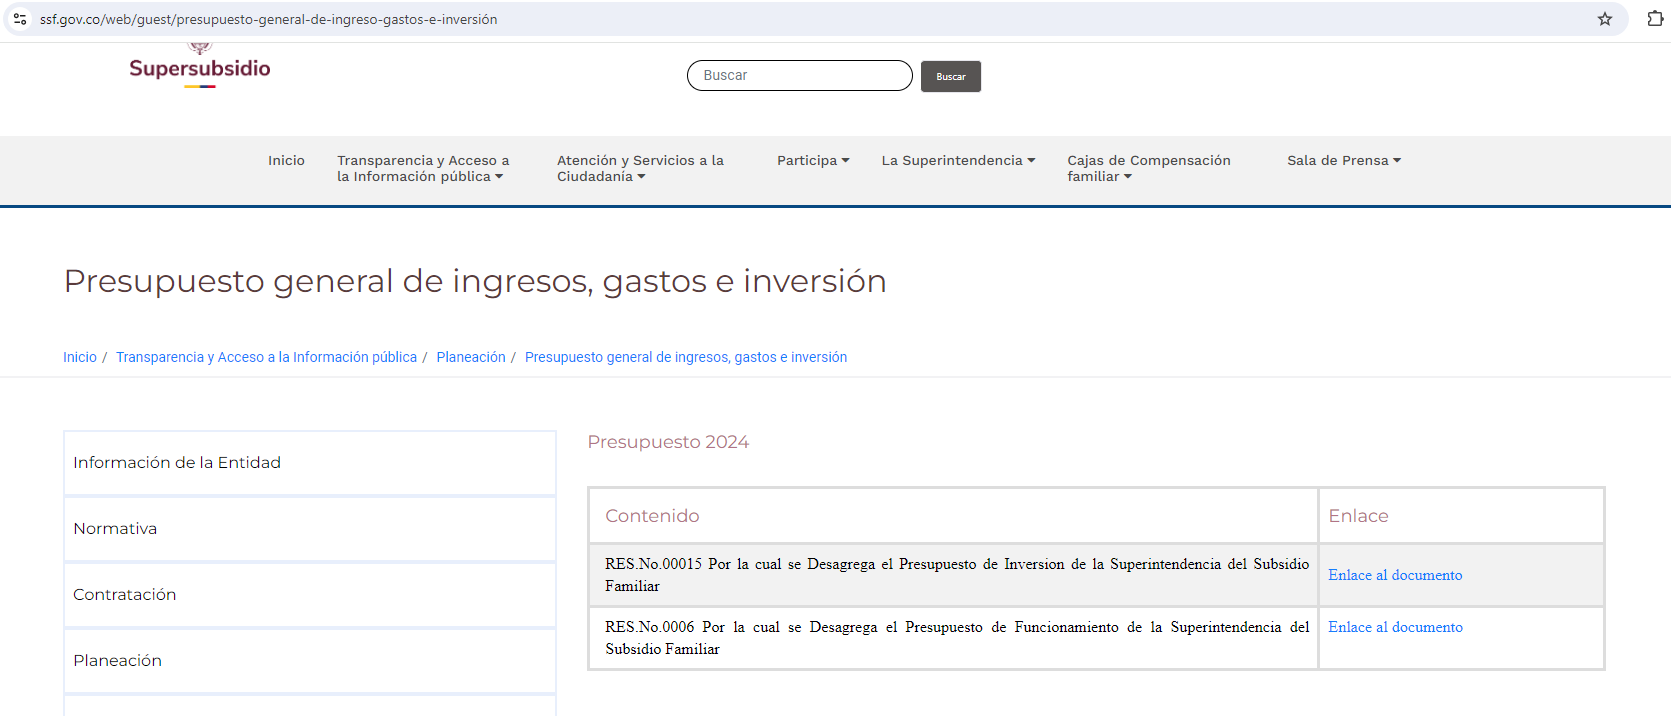 ssf.gov.co/web/guest/presupuesto-general-de-ingreso-gastos-e-inversión
Supersubsidio
Buscar
Buscar
Inicio
Transparencia y Acceso a
la Información pública
Atención y Servicios a la
Ciudadanía
Participa
La Superintendencia
Cajas de Compensación
familiar
Sala de Prensa
Presupuesto general de ingresos, gastos e inversión
Inicio / Transparencia y Acceso a la Información pública / Planeación / Presupuesto general de ingresos, gastos e inversión
Información de la Entidad
Normativa
Contratación
Planeación
Presupuesto 2024
Contenido
Enlace
RES.No.00015 Por la cual se Desagrega el Presupuesto de Inversion de la Superintendencia del Subsidio
Familiar
Enlace al documento
RES.No.0006 Por la cual se Desagrega el Presupuesto de Funcionamiento de la Superintendencia del
Subsidio Familiar
Enlace al documento